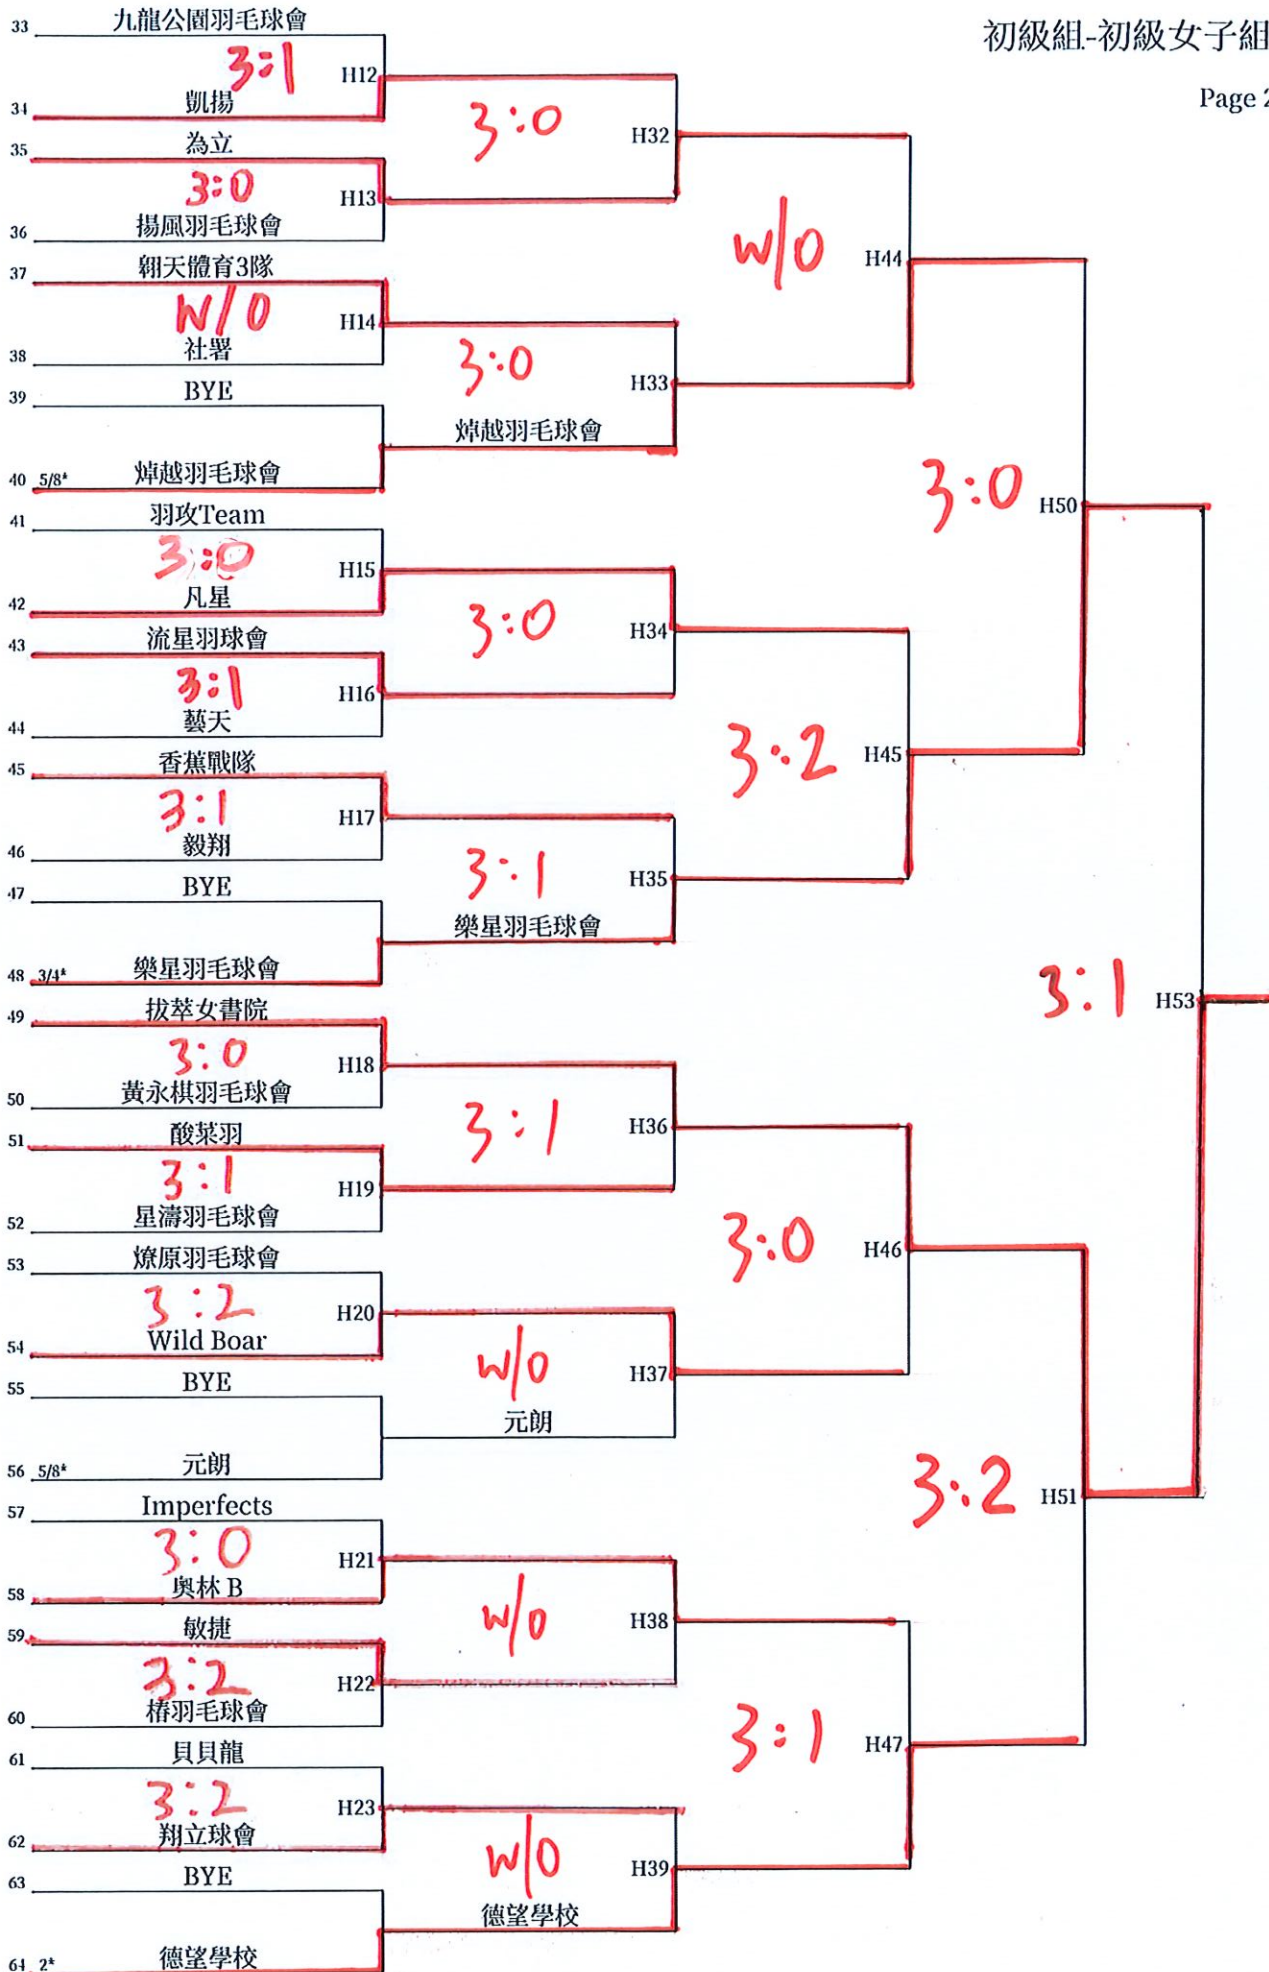 初級組-初級女子組
Page 2
33 九龍公園羽毛球會
3:1 H12
34 凱揚
3:0 H32
35 為立
3:0 H13
36 揚風羽毛球會
W/O H44
37 翱天體育3隊
W/O H14
38 社署
3:0 H33
39 BYE
焯越羽毛球會
40 5/8* 焯越羽毛球會
3:0 H50
41 羽攻Team
3:0 H15
42 凡星
3:0 H34
43 流星羽球會
3:1 H16
44 藝天
3:2 H45
45 香蕉戰隊
3:1 H17
46 毅翔
3:1 H35
47 BYE
樂星羽毛球會
48 3/4* 樂星羽毛球會
3:1 H53
49 拔萃女書院
3:0 H18
50 黃永棋羽毛球會
3:1 H36
51 酸菜羽
3:1 H19
52 星濤羽毛球會
3:0 H46
53 燎原羽毛球會
3:2 H20
54 Wild Boar
W/O H37
55 BYE
元朗
56 5/8* 元朗
3:2 H51
57 Imperfects
3:0 H21
58 奧林 B
W/O H38
59 敏捷
3:2 H22
60 樁羽毛球會
3:1 H47
61 貝貝龍
3:2 H23
62 翔立球會
W/O H39
63 BYE
德望學校
64 2* 德望學校